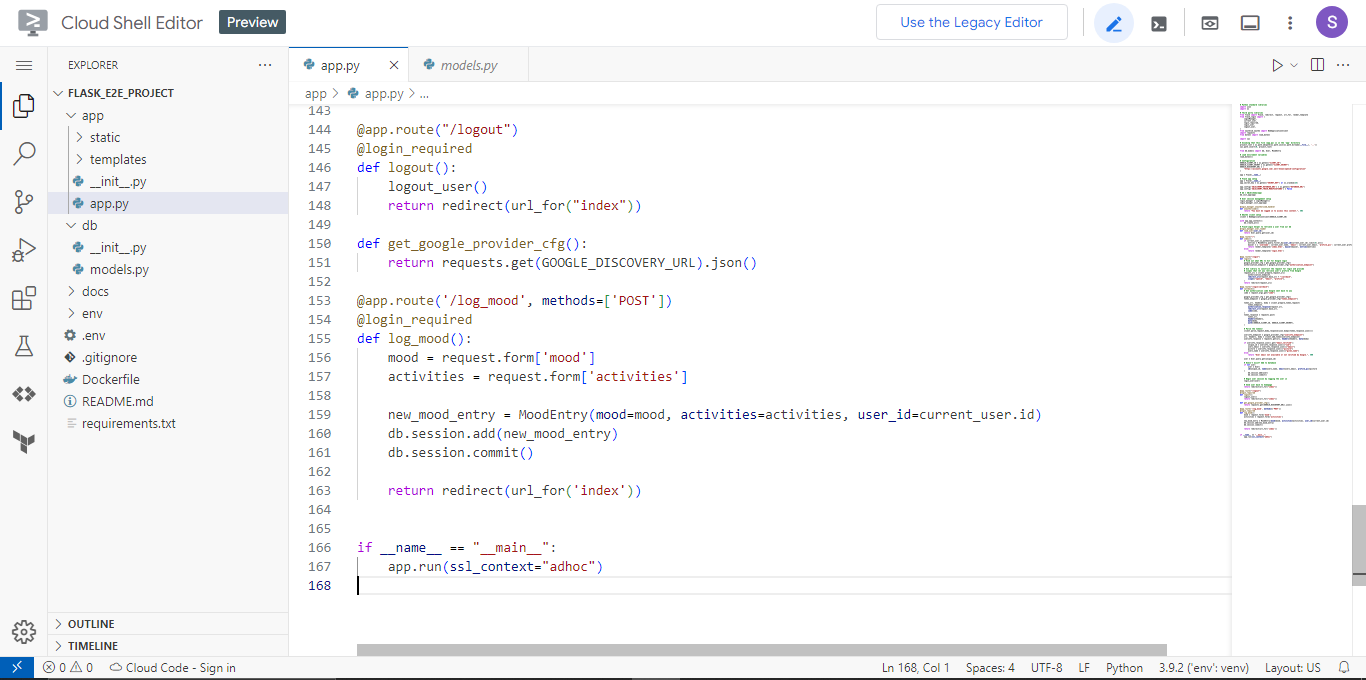 Cloud Shell Editor Preview Use the Legacy Editor S
EXPLORER
FLASK_E2E_PROJECT
app
static
templates
__init__.py
app.py
db
__init__.py
models.py
docs
env
.env
.gitignore
Dockerfile
README.md
requirements.txt
OUTLINE
TIMELINE
app.py models.py
app > app.py > ...
143
144 @app.route("/logout")
145 @login_required
146 def logout():
147     logout_user()
148     return redirect(url_for("index"))
149
150 def get_google_provider_cfg():
151     return requests.get(GOOGLE_DISCOVERY_URL).json()
152
153 @app.route('/log_mood', methods=['POST'])
154 @login_required
155 def log_mood():
156     mood = request.form['mood']
157     activities = request.form['activities']
158
159     new_mood_entry = MoodEntry(mood=mood, activities=activities, user_id=current_user.id)
160     db.session.add(new_mood_entry)
161     db.session.commit()
162
163     return redirect(url_for('index'))
164
165
166 if __name__ == "__main__":
167     app.run(ssl_context="adhoc")
168
0 0 Cloud Code - Sign in Ln 168, Col 1 Spaces: 4 UTF-8 LF Python 3.9.2 ('env': venv) Layout: US